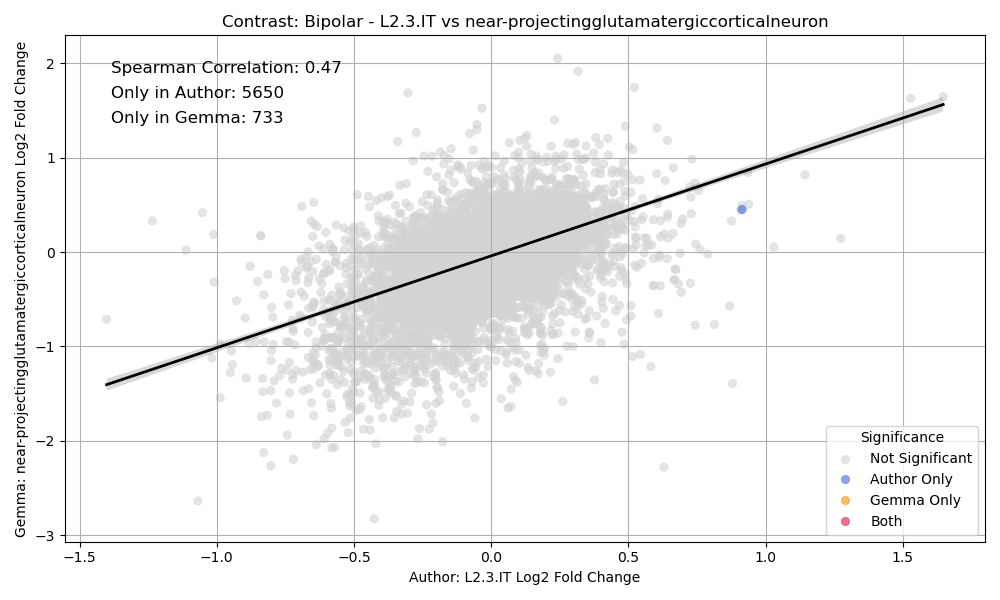 Contrast: Bipolar - L2.3.IT vs near-projectingglutamatergiccorticalneuron
Spearman Correlation: 0.47
Only in Author: 5650
Only in Gemma: 733
Gemma: near-projectingglutamatergiccorticalneuron Log2 Fold Change
2
1
0
−1
−2
−3
−1.5
−1.0
−0.5
0.0
0.5
1.0
1.5
Author: L2.3.IT Log2 Fold Change
Significance
Not Significant
Author Only
Gemma Only
Both